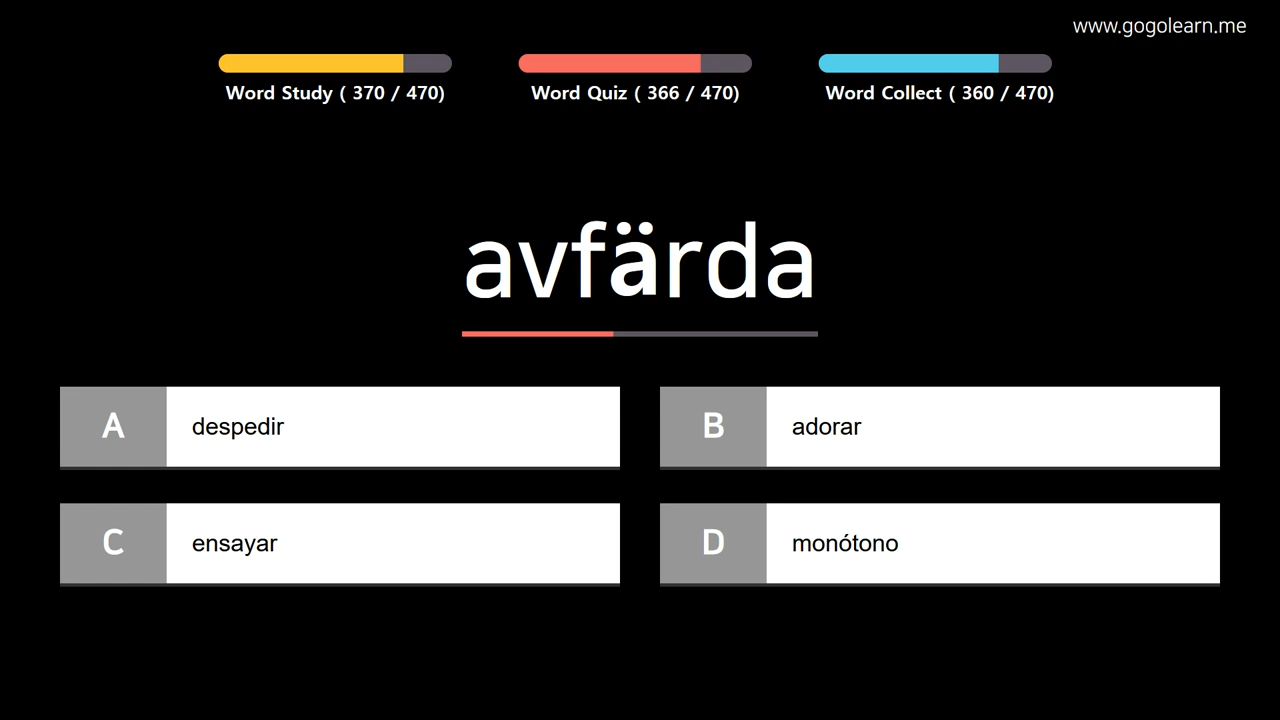 www.gogolearn.me
Word Study ( 370 / 470)
Word Quiz ( 366 / 470)
Word Collect ( 360 / 470)
avfärda
A despedir
B adorar
C ensayar
D monótono